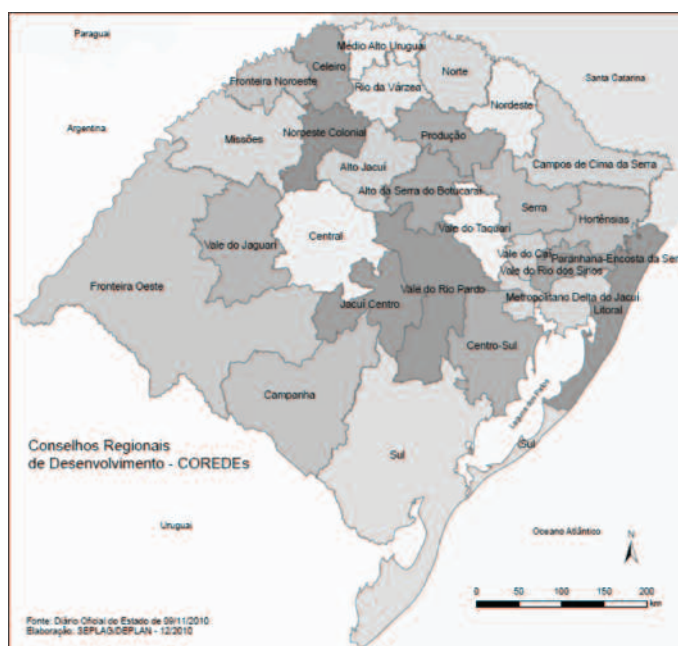 Paraguai
Médio Alto Uruguai
Celeiro
Norte
Fronteira Noroeste
Rio da Várzea
Santa Catarina
Nordeste
Argentina
Noroeste Colonial
Produção
Missões
Alto Jacuí
Campos de Cima da Serra
Alto da Serra do Botucaraí
Serra
Hortênsias
Vale do Taquari
Central
Vale do Jaguari
Vale do Caí
Paranhana-Encosta da Ser
Vale do Rio dos Sinos
Fronteira Oeste
Vale do Rio Pardo
Metropolitano Delta do Jacuí
Jacuí Centro
Litoral
Centro-Sul
Campanha
Laguna dos Patos
Conselhos Regionais
de Desenvolvimento - COREDEs
Sul
Sul
Uruguai
Oceano Atlântico
N
0 50 100 150 200
km
Fonte: Diário Oficial do Estado de 09/11/2010
Elaboração: SEPLAG/DEPLAN - 12/2010